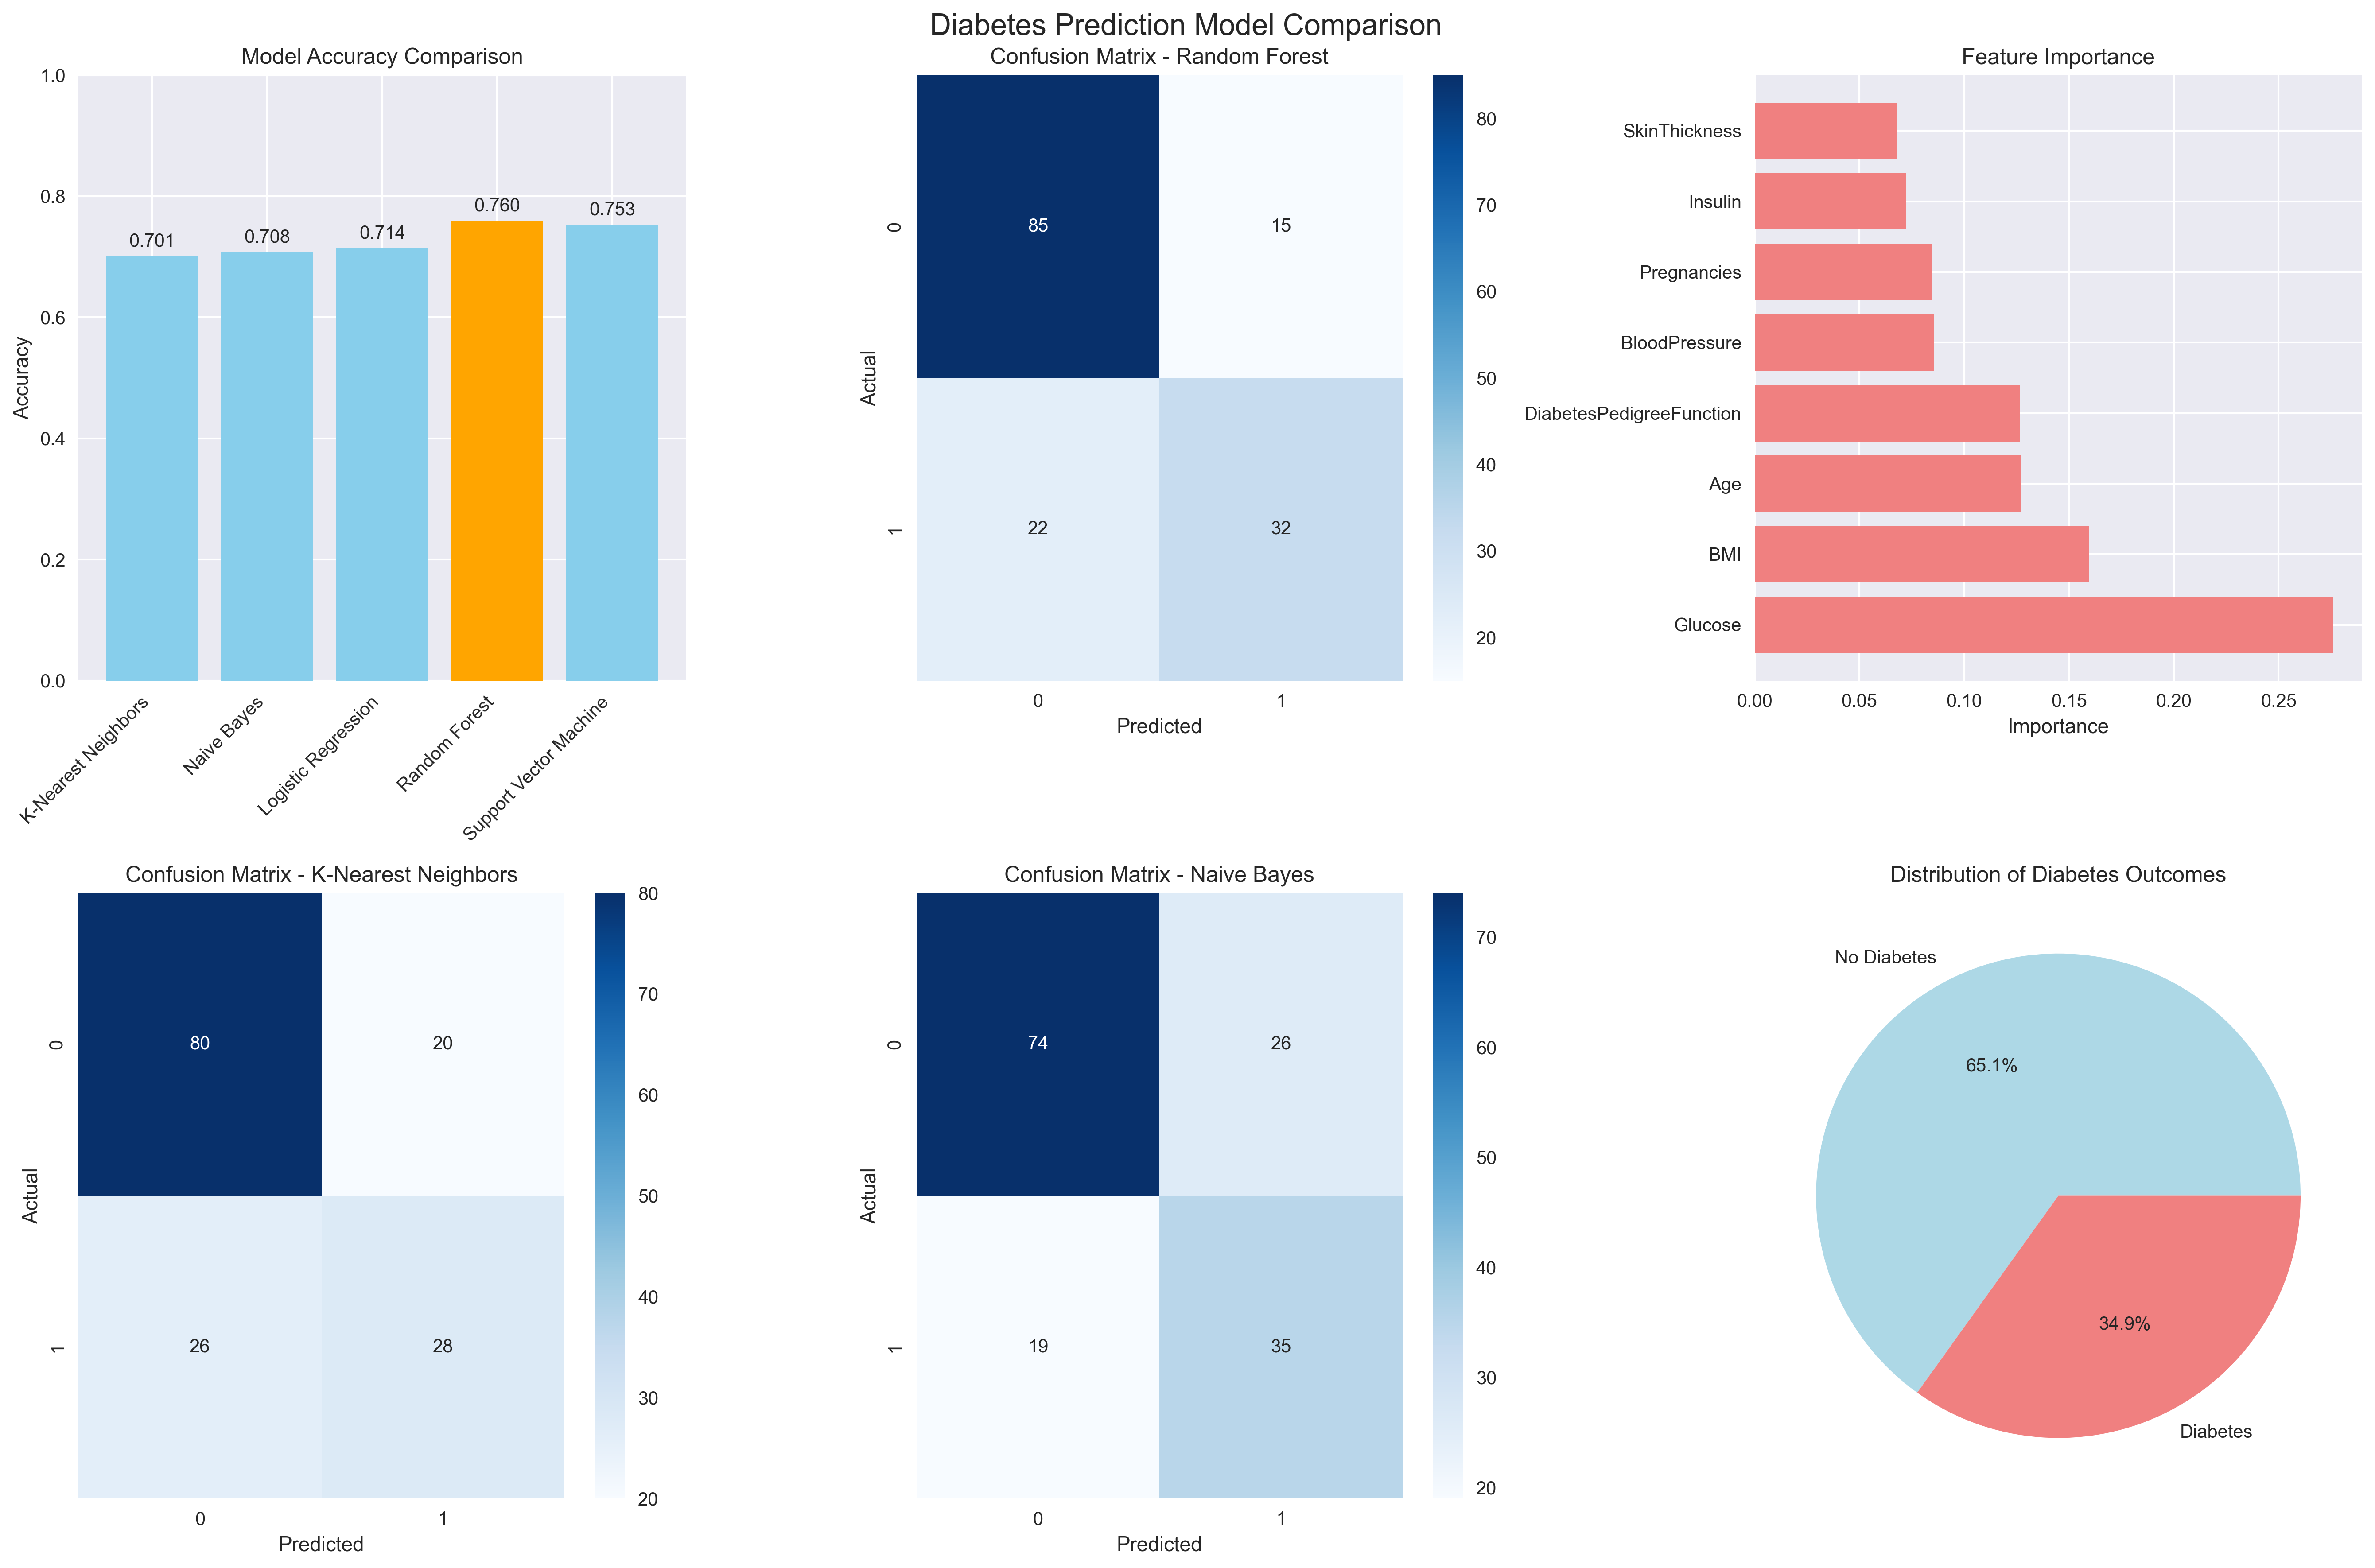 Diabetes Prediction Model Comparison
Model Accuracy Comparison
1.0
0.8
0.6
0.4
0.2
0.0
Accuracy
0.701
0.708
0.714
0.760
0.753
K-Nearest Neighbors
Naive Bayes
Logistic Regression
Random Forest
Support Vector Machine
Confusion Matrix - Random Forest
Actual
0
1
85
15
22
32
0
1
Predicted
80
70
60
50
40
30
20
Feature Importance
SkinThickness
Insulin
Pregnancies
BloodPressure
DiabetesPedigreeFunction
Age
BMI
Glucose
0.00
0.05
0.10
0.15
0.20
0.25
Importance
Confusion Matrix - K-Nearest Neighbors
Actual
0
1
80
20
26
28
0
1
Predicted
80
70
60
50
40
30
20
Confusion Matrix - Naive Bayes
Actual
0
1
74
26
19
35
0
1
Predicted
70
60
50
40
30
20
Distribution of Diabetes Outcomes
No Diabetes
65.1%
34.9%
Diabetes